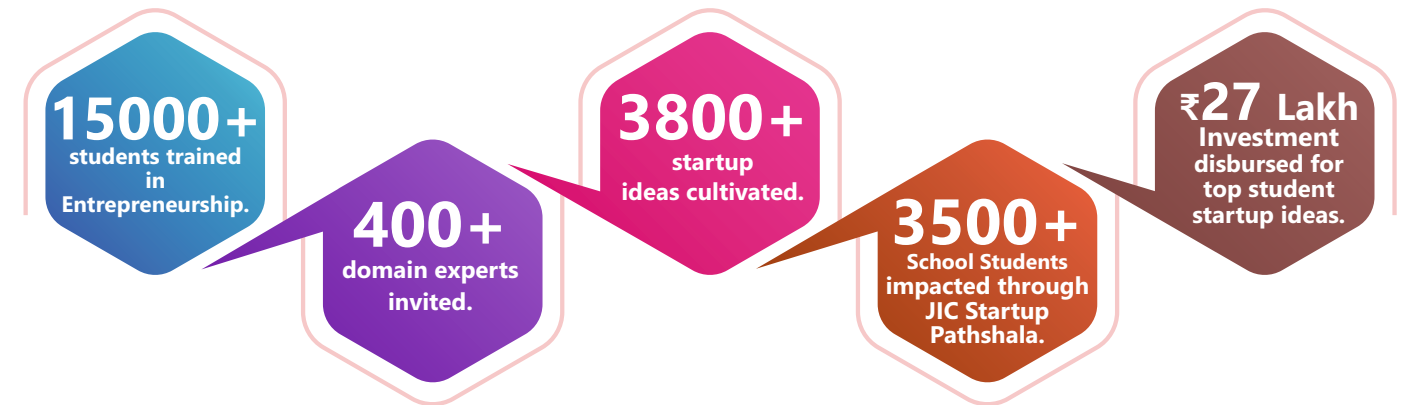 15000+
students trained
in
Entrepreneurship.
400+
domain experts
invited.
3800+
startup
ideas cultivated.
3500+
School Students
impacted through
JIC Startup
Pathshala.
₹27 Lakh
Investment
disbursed for
top student
startup ideas.